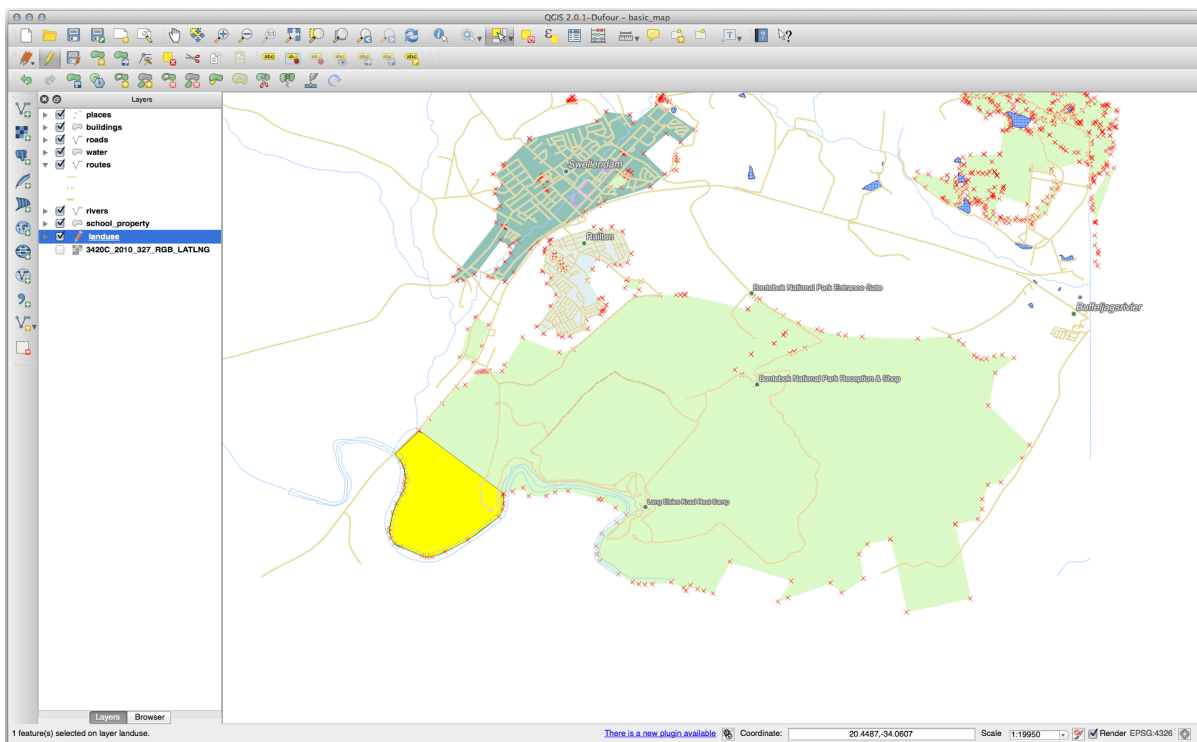 QGIS 2.0.1-Dufour – basic_map
Layers
places
buildings
roads
water
routes
rivers
school_property
landuse
3420C_2010_327_RGB_LATLNG
Swellendam
Railton
Bontebok National Park Entrance Gate
Buffeljagsrivier
Bontebok National Park Reception & Shop
Lang Elsies Kraal Rest Camp
Layers Browser
1 feature(s) selected on layer landuse. There is a new plugin available Coordinate: 20.4487,-34.0607 Scale 1:19950 Render EPSG:4326